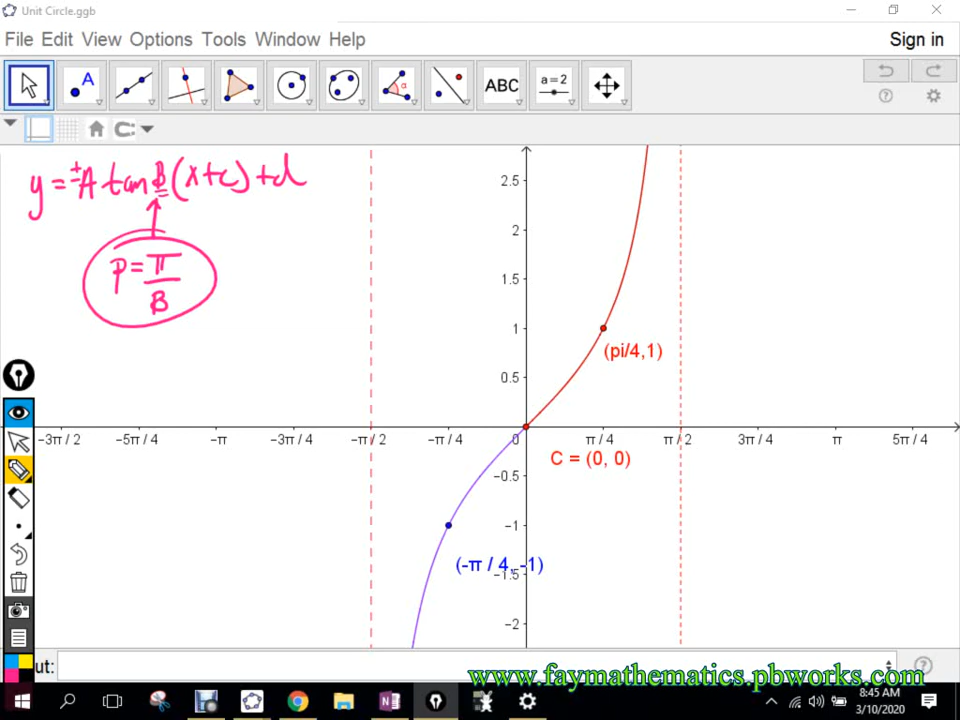 Unit Circle.ggb
File Edit View Options Tools Window Help
Sign in
A
α
ABC
a=2
y = ±A tan B(x+c)+d
p = π/B
2.5
2
1.5
1
(pi/4,1)
0.5
−3π / 2 −5π / 4 −π −3π / 4 −π / 2 −π / 4 0 π / 4 π / 2 3π / 4 π 5π / 4
C = (0, 0)
−0.5
−1
(-π / 4, -1)
−1.5
−2
ut:
www.faymathematics.pbworks.com
8:45 AM
3/10/2020